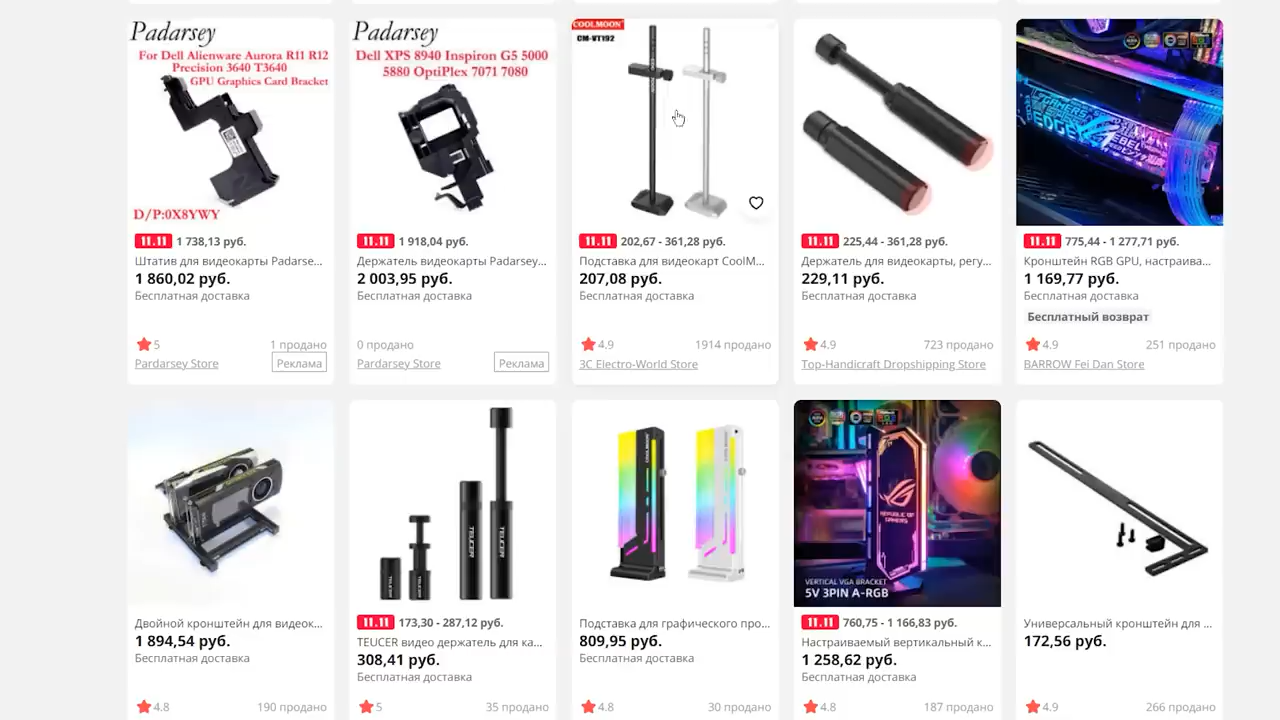 Padarsey
For Dell Alienware Aurora R11 R12
Precision 3640 T3640
GPU Graphics Card Bracket
D/P:0X8YWY
11.11 1 738,13 руб.
Штатив для видеокарты Padarse...
1 860,02 руб.
Бесплатная доставка
5 1 продано
Pardarsey Store Реклама
Padarsey
Dell XPS 8940 Inspiron G5 5000
5880 OptiPlex 7071 7080
11.11 1 918,04 руб.
Держатель видеокарты Padarsey...
2 003,95 руб.
Бесплатная доставка
0 продано
Pardarsey Store Реклама
COOLMOON
CM-VT192
11.11 202,67 - 361,28 руб.
Подставка для видеокарт CoolM...
207,08 руб.
Бесплатная доставка
4.9 1914 продано
3C Electro-World Store
11.11 225,44 - 361,28 руб.
Держатель для видеокарты, регу...
229,11 руб.
Бесплатная доставка
4.9 723 продано
Top-Handicraft Dropshipping Store
11.11 775,44 - 1 277,71 руб.
Кронштейн RGB GPU, настраива...
1 169,77 руб.
Бесплатная доставка
Бесплатный возврат
4.9 251 продано
BARROW Fei Dan Store
Двойной кронштейн для видеок...
1 894,54 руб.
Бесплатная доставка
4.8 190 продано
TEUCER
TEUCER
TEUCER
TEUCER
11.11 173,30 - 287,12 руб.
TEUCER видео держатель для ка...
308,41 руб.
Бесплатная доставка
5 35 продано
Подставка для графического про...
809,95 руб.
Бесплатная доставка
4.8 30 продано
REPUBLIC OF
GAMERS
VERTICAL VGA BRACKET
5V 3PIN A-RGB
11.11 760,75 - 1 166,83 руб.
Настраиваемый вертикальный к...
1 258,62 руб.
Бесплатная доставка
4.8 187 продано
Универсальный кронштейн для ...
172,56 руб.
4.9 266 продано